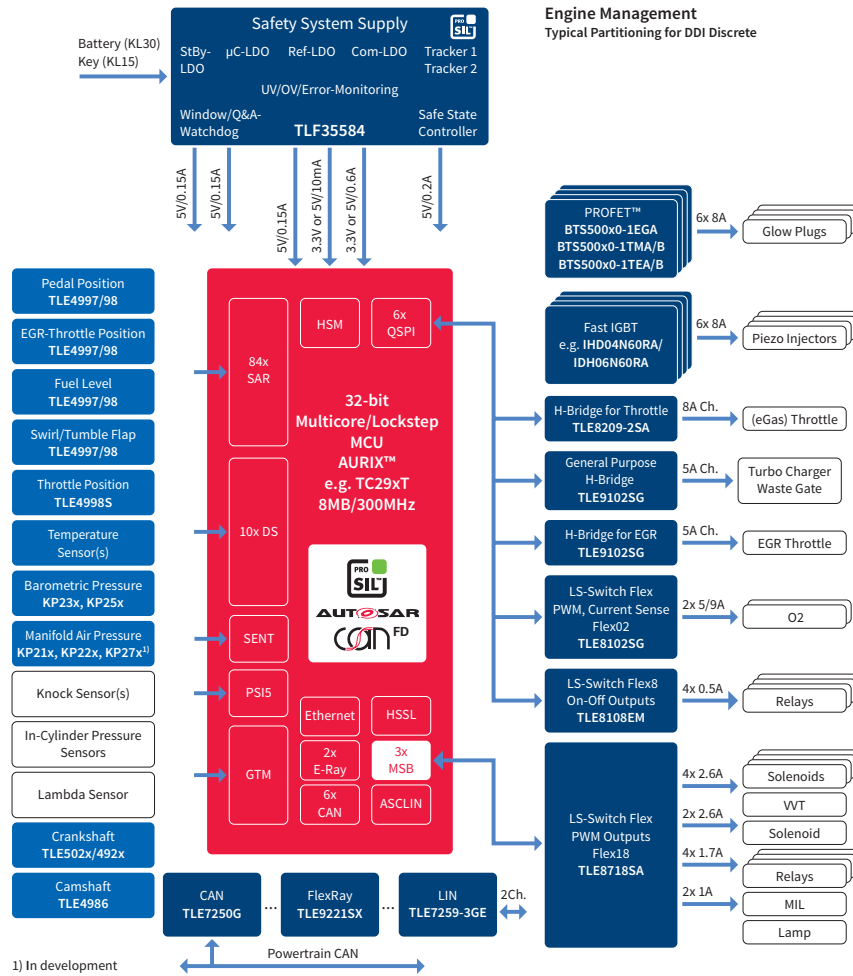 Engine Management
Typical Partitioning for DDI Discrete
Battery (KL30)
Key (KL15)
Safety System Supply
PRO
SIL
StBy-
LDO
µC-LDO
Ref-LDO
Com-LDO
Tracker 1
Tracker 2
UV/OV/Error-Monitoring
Window/Q&A-
Watchdog
TLF35584
Safe State
Controller
5V/0.15A
5V/0.15A
5V/0.15A
3.3V or 5V/10mA
3.3V or 5V/0.6A
5V/0.2A
Pedal Position
TLE4997/98
EGR-Throttle Position
TLE4997/98
Fuel Level
TLE4997/98
Swirl/Tumble Flap
TLE4997/98
Throttle Position
TLE4998S
Temperature
Sensor(s)
Barometric Pressure
KP23x, KP25x
Manifold Air Pressure
KP21x, KP22x, KP27x1)
Knock Sensor(s)
In-Cylinder Pressure
Sensors
Lambda Sensor
Crankshaft
TLE502x/492x
Camshaft
TLE4986
84x
SAR
HSM
6x
QSPI
32-bit
Multicore/Lockstep
MCU
AURIX™
e.g. TC29xT
8MB/300MHz
10x DS
PRO
SIL
AUTOSAR
CAN FD
SENT
PSI5
GTM
Ethernet
HSSL
2x
E-Ray
3x
MSB
6x
CAN
ASCLIN
CAN
TLE7250G
...
FlexRay
TLE9221SX
...
LIN
TLE7259-3GE
2Ch.
Powertrain CAN
PROFET™
BTS500x0-1EGA
BTS500x0-1TMA/B
BTS500x0-1TEA/B
6x 8A
Glow Plugs
Fast IGBT
e.g. IHD04N60RA/
IDH06N60RA
6x 8A
Piezo Injectors
H-Bridge for Throttle
TLE8209-2SA
8A Ch.
(eGas) Throttle
General Purpose
H-Bridge
TLE9102SG
5A Ch.
Turbo Charger
Waste Gate
H-Bridge for EGR
TLE9102SG
5A Ch.
EGR Throttle
LS-Switch Flex
PWM, Current Sense
Flex02
TLE8102SG
2x 5/9A
O2
LS-Switch Flex8
On-Off Outputs
TLE8108EM
4x 0.5A
Relays
LS-Switch Flex
PWM Outputs
Flex18
TLE8718SA
4x 2.6A
Solenoids
VVT
2x 2.6A
Solenoid
4x 1.7A
Relays
2x 1A
MIL
Lamp
1) In development